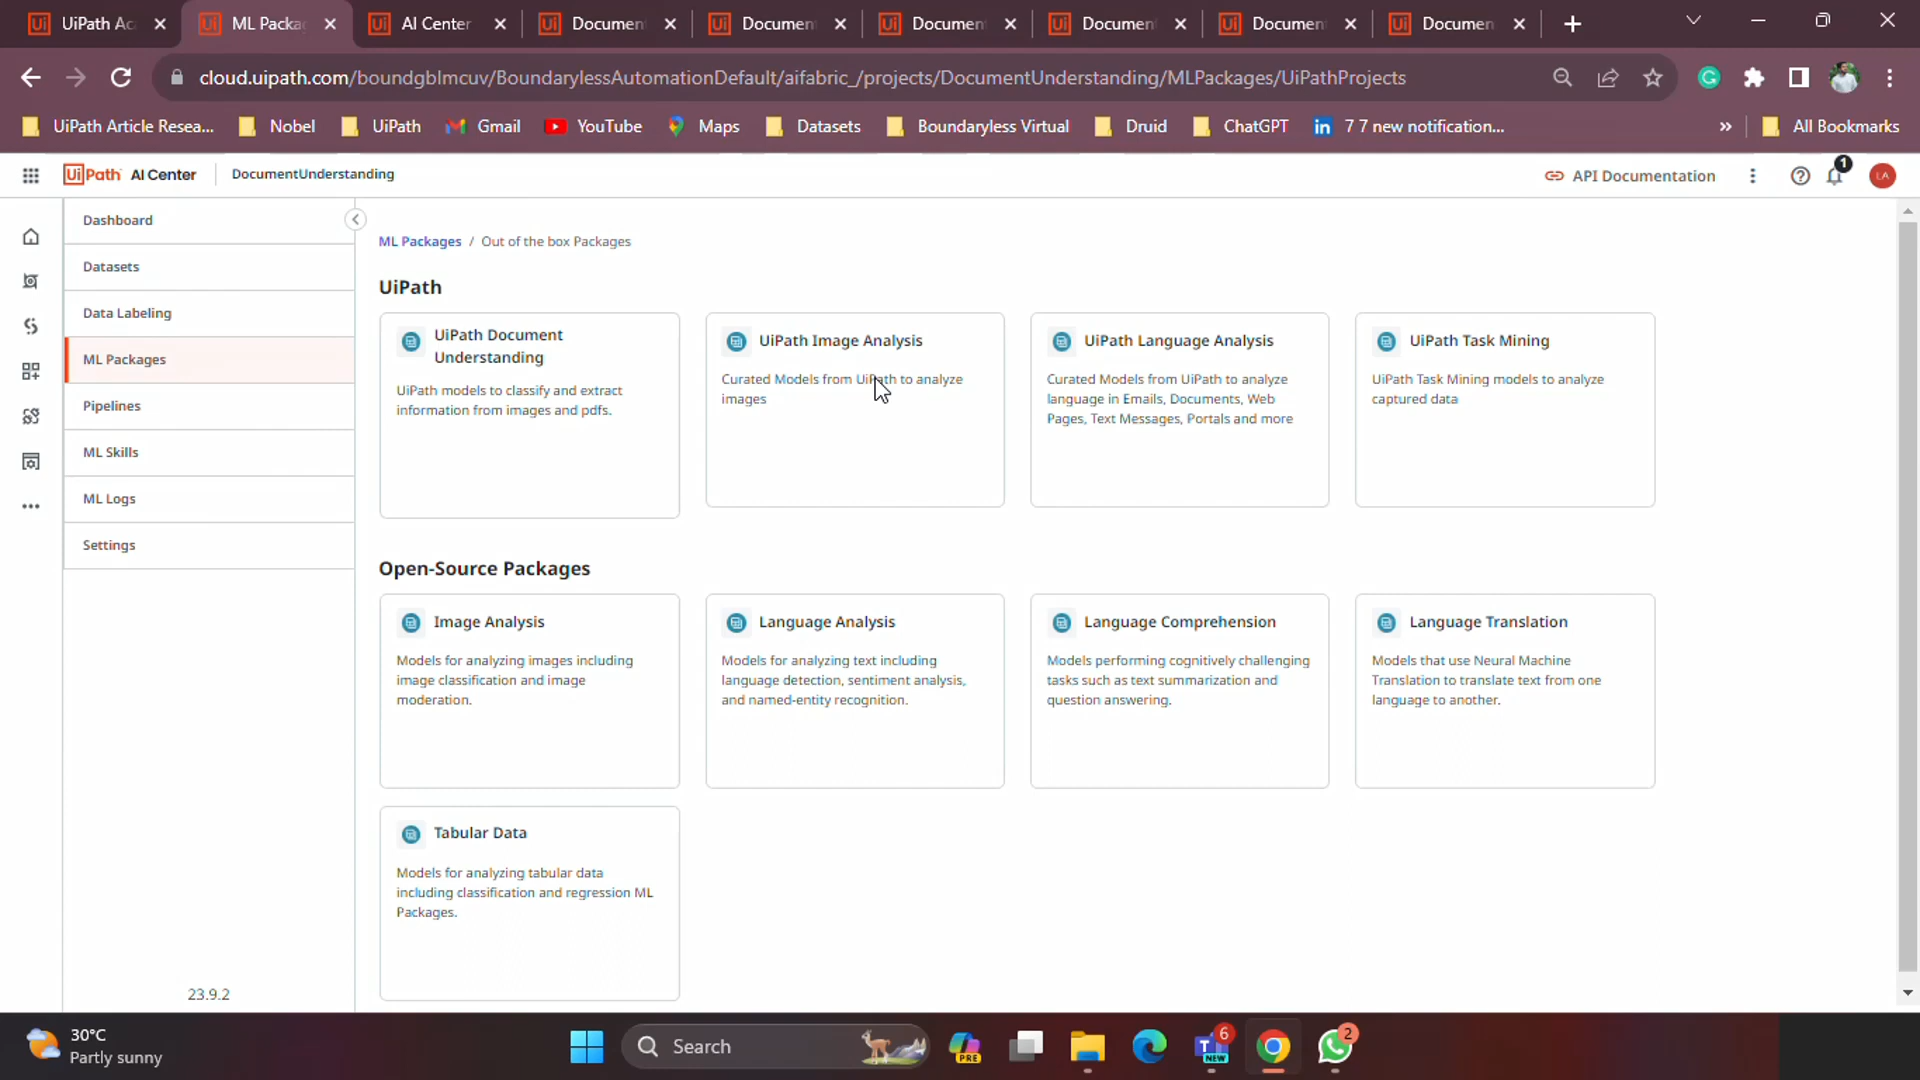 UiPath Ac
ML Packa
AI Center
Documen
Documen
Documen
Documen
Documen
Documen
cloud.uipath.com/boundgblmcuv/BoundarylessAutomationDefault/aifabric_/projects/DocumentUnderstanding/MLPackages/UiPathProjects
UiPath Article Resea...
Nobel
UiPath
Gmail
YouTube
Maps
Datasets
Boundaryless Virtual
Druid
ChatGPT
7 7 new notification...
»
All Bookmarks
UiPath AI Center
DocumentUnderstanding
API Documentation
1
LA
Dashboard
Datasets
Data Labeling
ML Packages
Pipelines
ML Skills
ML Logs
Settings
23.9.2
ML Packages / Out of the box Packages
UiPath
UiPath Document
Understanding
UiPath models to classify and extract
information from images and pdfs.
UiPath Image Analysis
Curated Models from UiPath to analyze
images
UiPath Language Analysis
Curated Models from UiPath to analyze
language in Emails, Documents, Web
Pages, Text Messages, Portals and more
UiPath Task Mining
UiPath Task Mining models to analyze
captured data
Open-Source Packages
Image Analysis
Models for analyzing images including
image classification and image
moderation.
Language Analysis
Models for analyzing text including
language detection, sentiment analysis,
and named-entity recognition.
Language Comprehension
Models performing cognitively challenging
tasks such as text summarization and
question answering.
Language Translation
Models that use Neural Machine
Translation to translate text from one
language to another.
Tabular Data
Models for analyzing tabular data
including classification and regression ML
Packages.
30°C
Partly sunny
Search
PRE
6
NEW
2